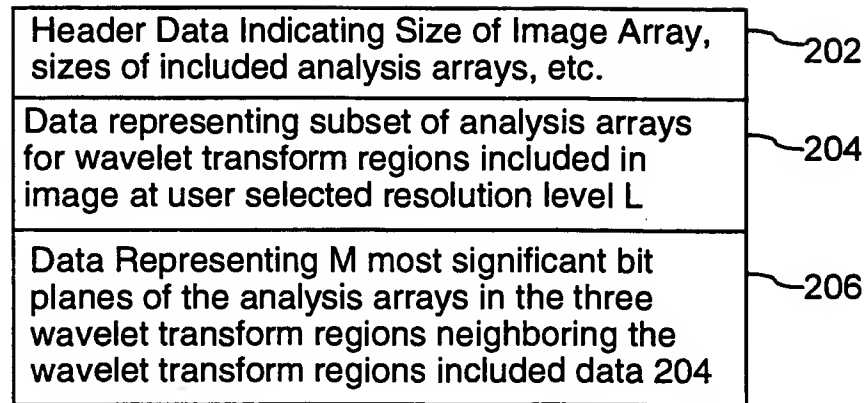 Header Data Indicating Size of Image Array,
sizes of included analysis arrays, etc.
202
Data representing subset of analysis arrays
for wavelet transform regions included in
image at user selected resolution level L
204
Data Representing M most significant bit
planes of the analysis arrays in the three
wavelet transform regions neighboring the
wavelet transform regions included data 204
206